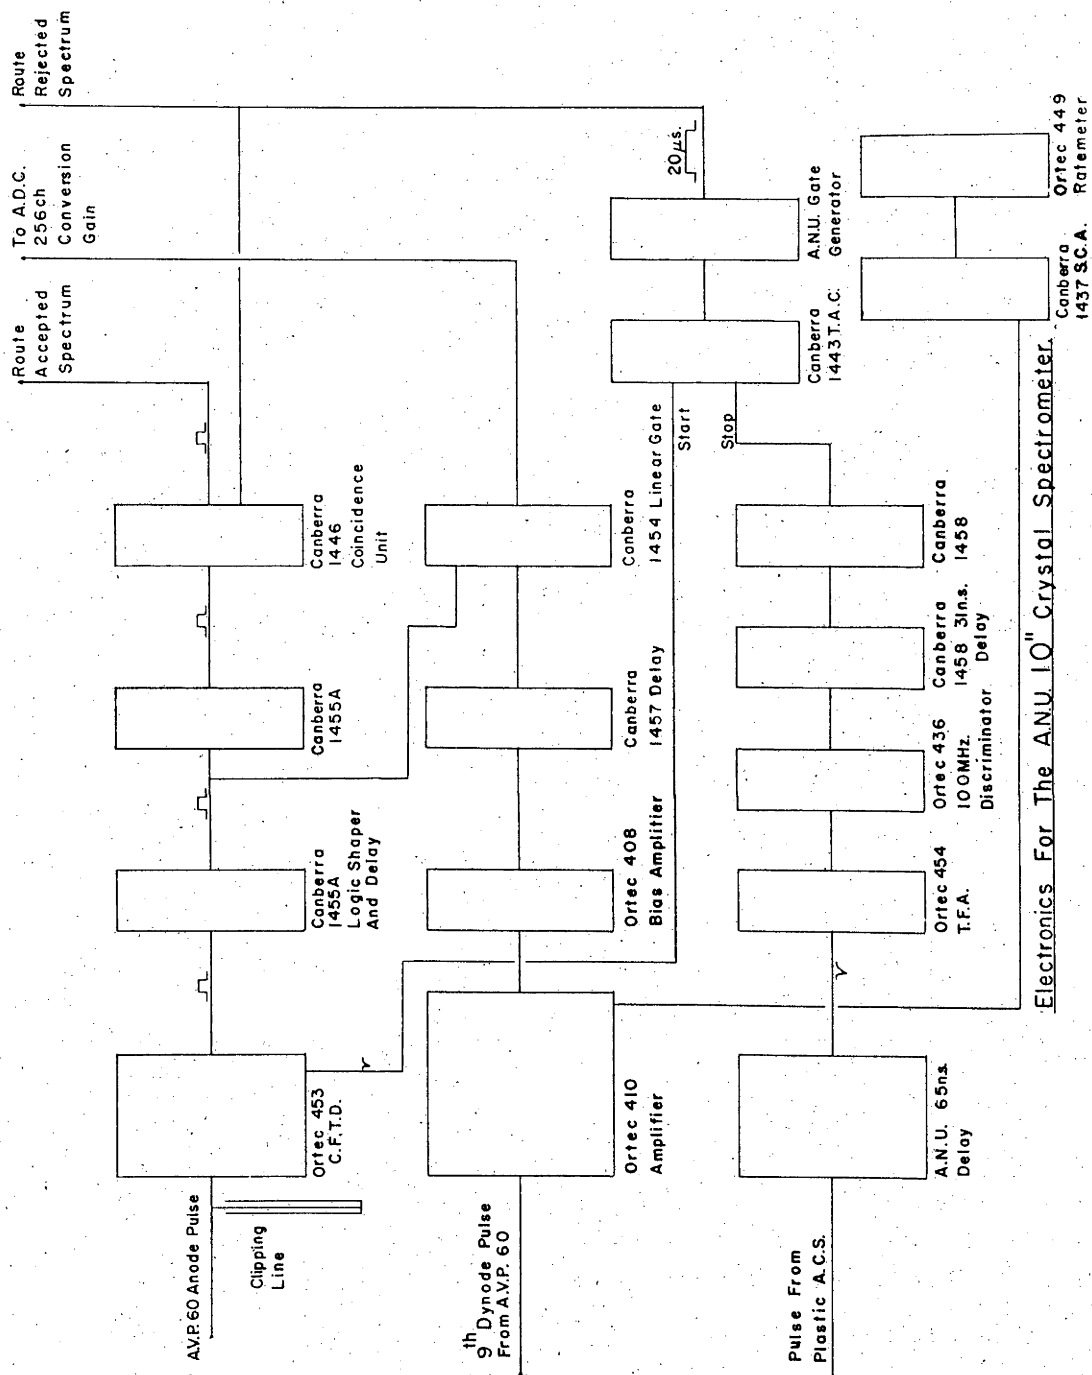 A.V.P. 60 Anode Pulse
Clipping
Line
Ortec 453
C.F.T.D.
Canberra
1455A
Logic Shaper
And Delay
Canberra
1455A
Canberra
1446
Coincidence
Unit
Route
Accepted
Spectrum
To A.D.C.
256ch
Conversion
Gain
Route
Rejected
Spectrum
9th Dynode Pulse
From A.V.P. 60
Ortec 410
Amplifier
Ortec 408
Bias Amplifier
Canberra
1457 Delay
Canberra
1454 Linear Gate
Start
Stop
Canberra
1443 T.A.C.
A.N.U. Gate
Generator
20μs.
Pulse From
Plastic A.C.S.
A.N.U. 65ns.
Delay
Ortec 454
T.F.A.
Ortec 436
100MHz.
Discriminator
Canberra
1458 31n.s.
Delay
Canberra
1458
Canberra
1437 S.C.A.
Ortec 449
Ratemeter
Electronics For The A.N.U. 10" Crystal Spectrometer.